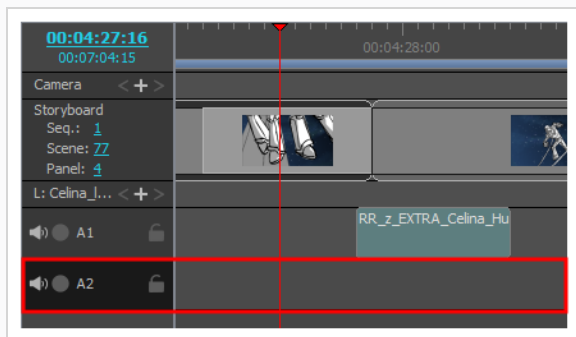 00:04:27:16
00:07:04:15
00:04:28:00
Camera
Storyboard
Seq.: 1
Scene: 77
Panel: 4
L: Celina_l...
RR_z_EXTRA_Celina_Hu
A1
A2